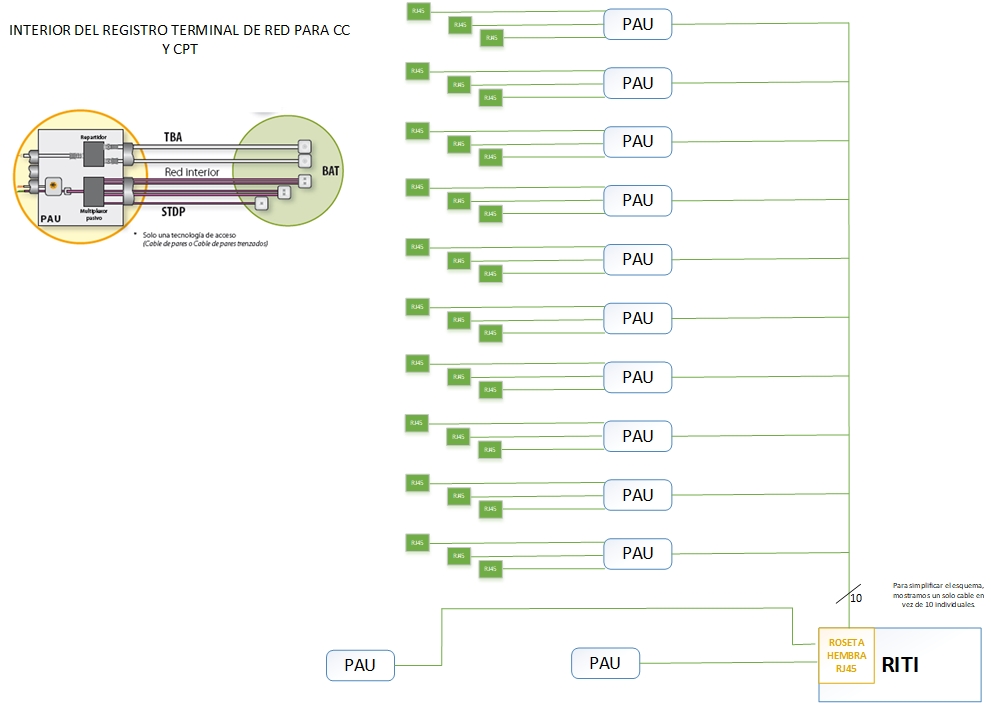 INTERIOR DEL REGISTRO TERMINAL DE RED PARA CC
Y CPT
Repartidor
TBA
Red Interior
BAT
PAU
Multiplexor
pasivo
STDP
* Solo una tecnología de acceso
(Cable de pares o Cable de pares trenzados)
RJ45
RJ45
RJ45
PAU
RJ45
RJ45
RJ45
PAU
RJ45
RJ45
RJ45
PAU
RJ45
RJ45
RJ45
PAU
RJ45
RJ45
RJ45
PAU
RJ45
RJ45
RJ45
PAU
RJ45
RJ45
RJ45
PAU
RJ45
RJ45
RJ45
PAU
RJ45
RJ45
RJ45
PAU
RJ45
RJ45
RJ45
PAU
10
Para simplificar el esquema,
mostramos un solo cable en
vez de 10 individuales.
PAU
PAU
ROSETA
HEMBRA
RJ45
RITI